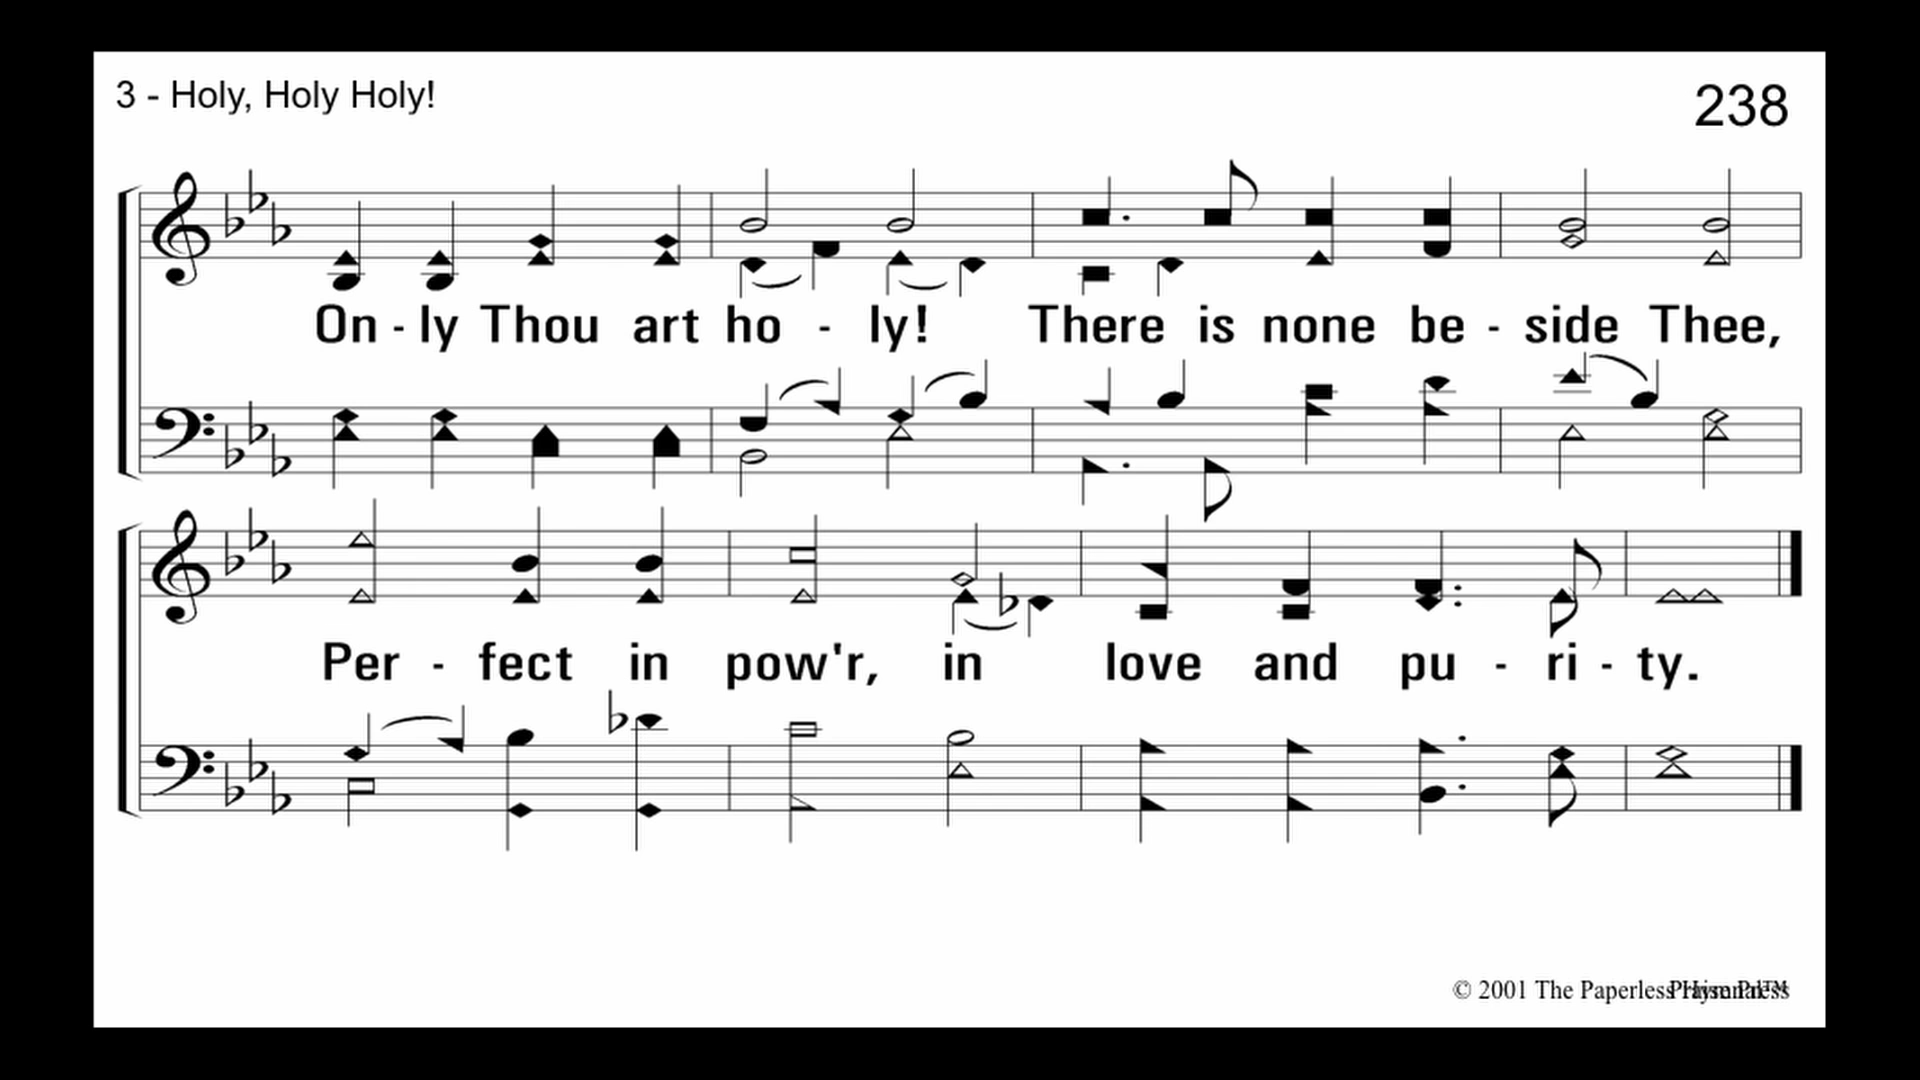 3 - Holy, Holy Holy!
238
On - ly Thou art ho - ly! There is none be - side Thee,
Per - fect in pow'r, in love and pu - ri - ty.
© 2001 The Paperless